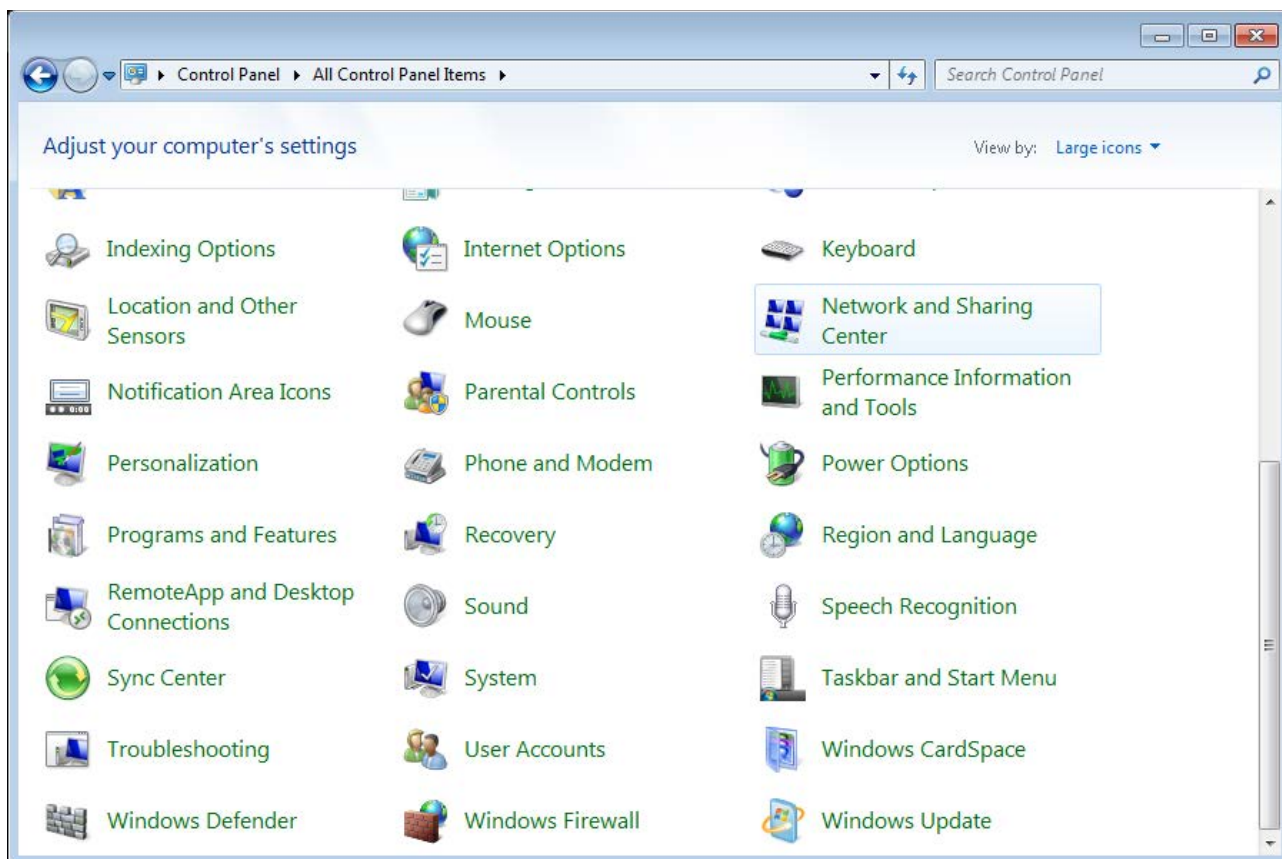 Control Panel ▸ All Control Panel Items ▸
Search Control Panel
Adjust your computer's settings
View by: Large icons
Indexing Options
Internet Options
Keyboard
Location and Other
Sensors
Mouse
Network and Sharing
Center
Notification Area Icons
Parental Controls
Performance Information
and Tools
Personalization
Phone and Modem
Power Options
Programs and Features
Recovery
Region and Language
RemoteApp and Desktop
Connections
Sound
Speech Recognition
Sync Center
System
Taskbar and Start Menu
Troubleshooting
User Accounts
Windows CardSpace
Windows Defender
Windows Firewall
Windows Update